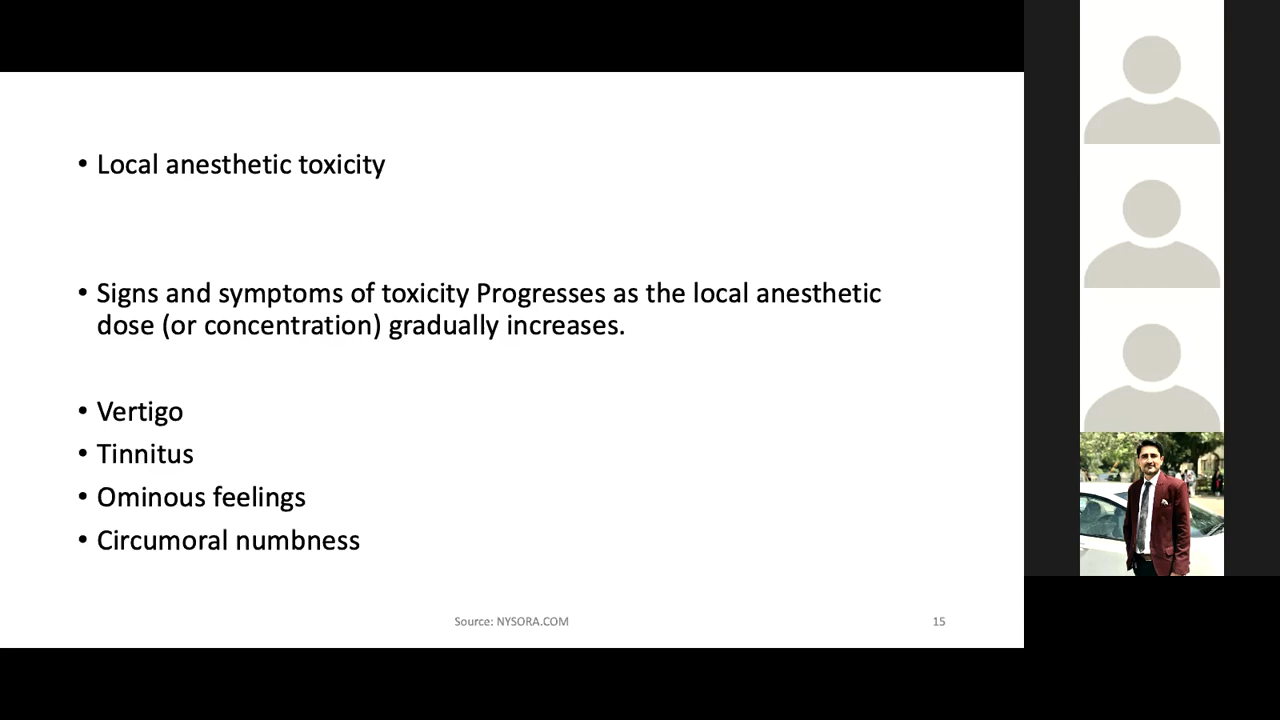 • Local anesthetic toxicity
• Signs and symptoms of toxicity Progresses as the local anesthetic
dose (or concentration) gradually increases.
• Vertigo
• Tinnitus
• Ominous feelings
• Circumoral numbness
Source: NYSORA.COM
15